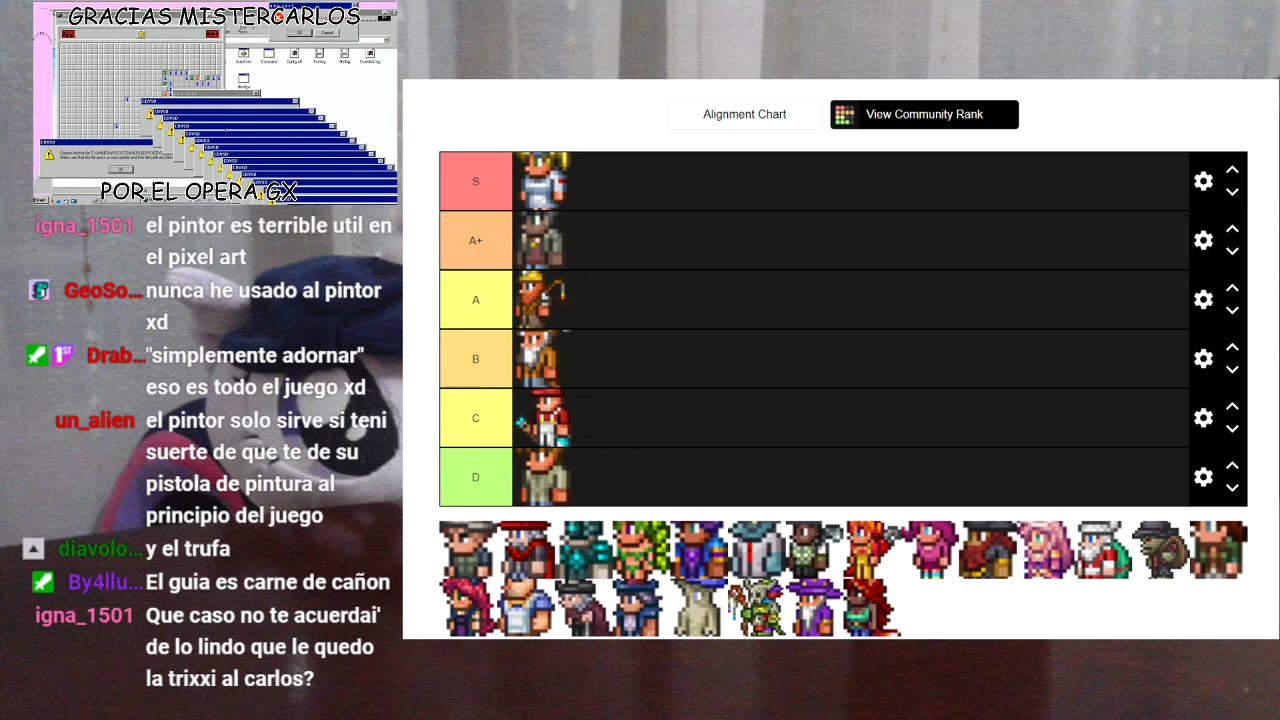 GRACIAS MISTERCARLOS
POR EL OPERA GX
igna_1501 el pintor es terrible util en
el pixel art
GeoSo... nunca he usado al pintor
xd
Drab... "simplemente adornar"
eso es todo el juego xd
un_alien el pintor solo sirve si teni
suerte de que te de su
pistola de pintura al
principio del juego
diavolo... y el trufa
By4llu... El guia es carne de cañon
igna_1501 Que caso no te acuerdai'
de lo lindo que le quedo
la trixxi al carlos?
Alignment Chart
View Community Rank
S
A+
A
B
C
D